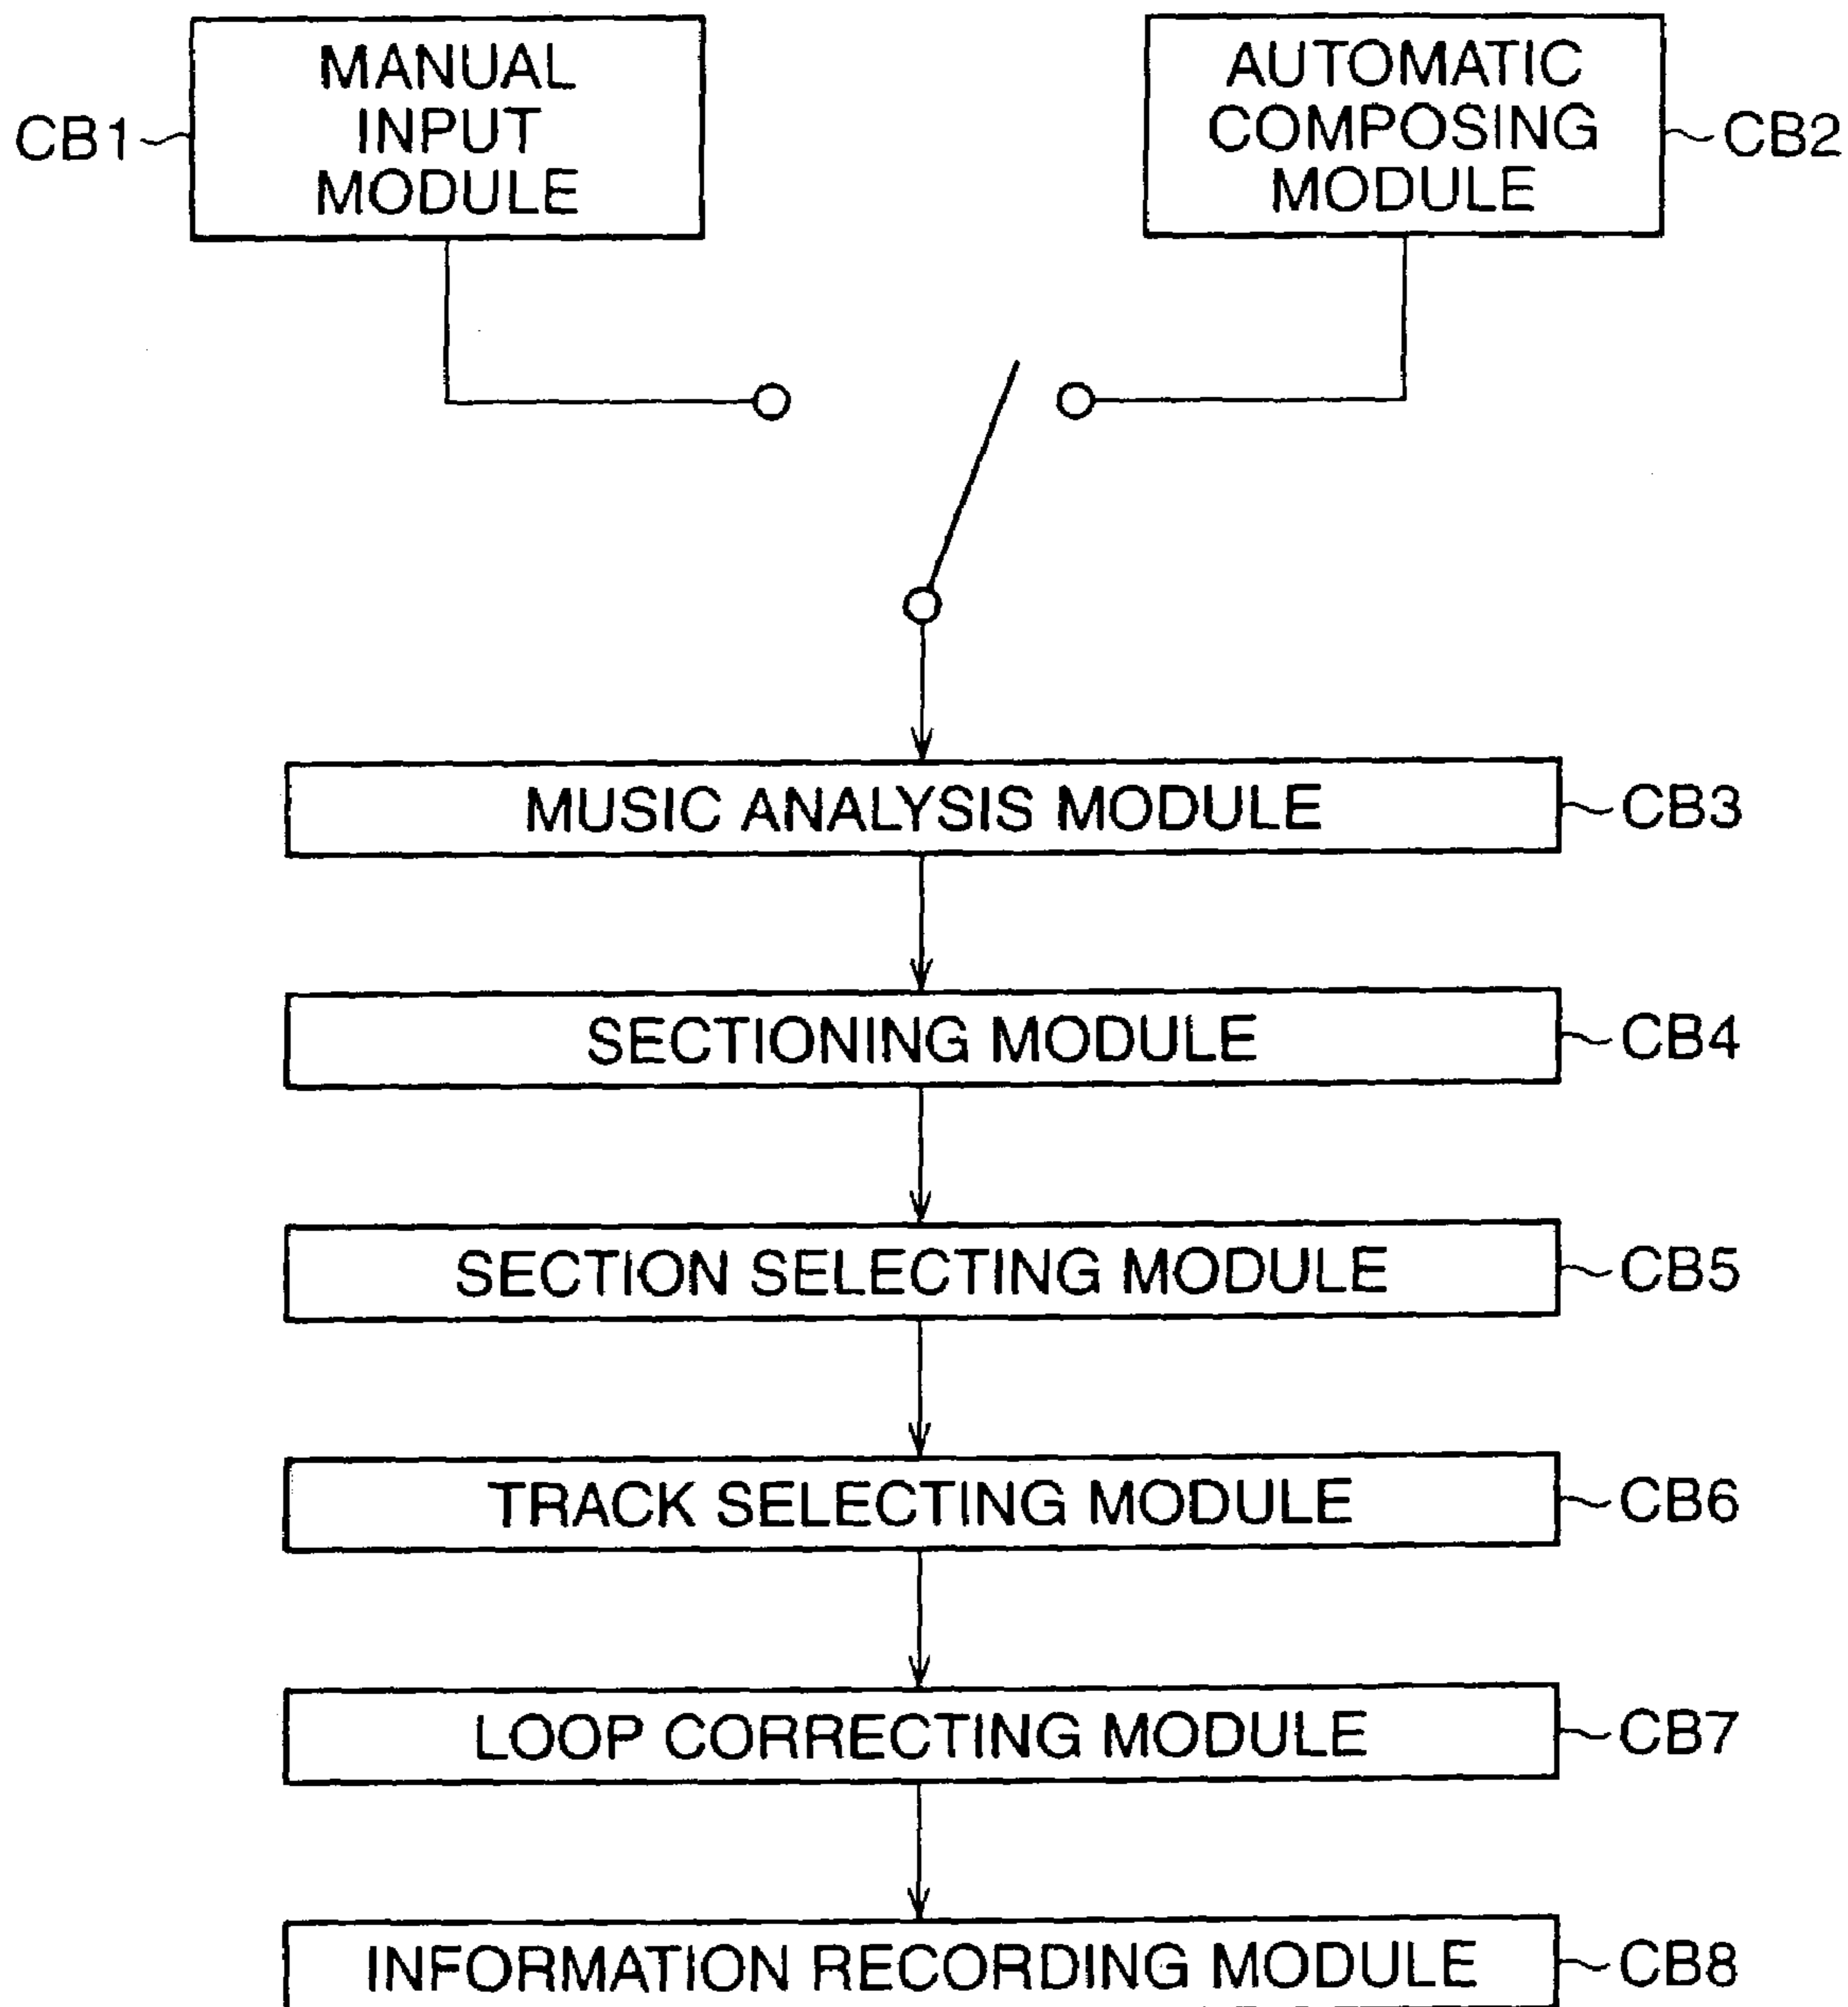 MANUAL
INPUT
MODULE
CB1
AUTOMATIC
COMPOSING
MODULE
CB2
MUSIC ANALYSIS MODULE
CB3
SECTIONING MODULE
CB4
SECTION SELECTING MODULE
CB5
TRACK SELECTING MODULE
CB6
LOOP CORRECTING MODULE
CB7
INFORMATION RECORDING MODULE
CB8